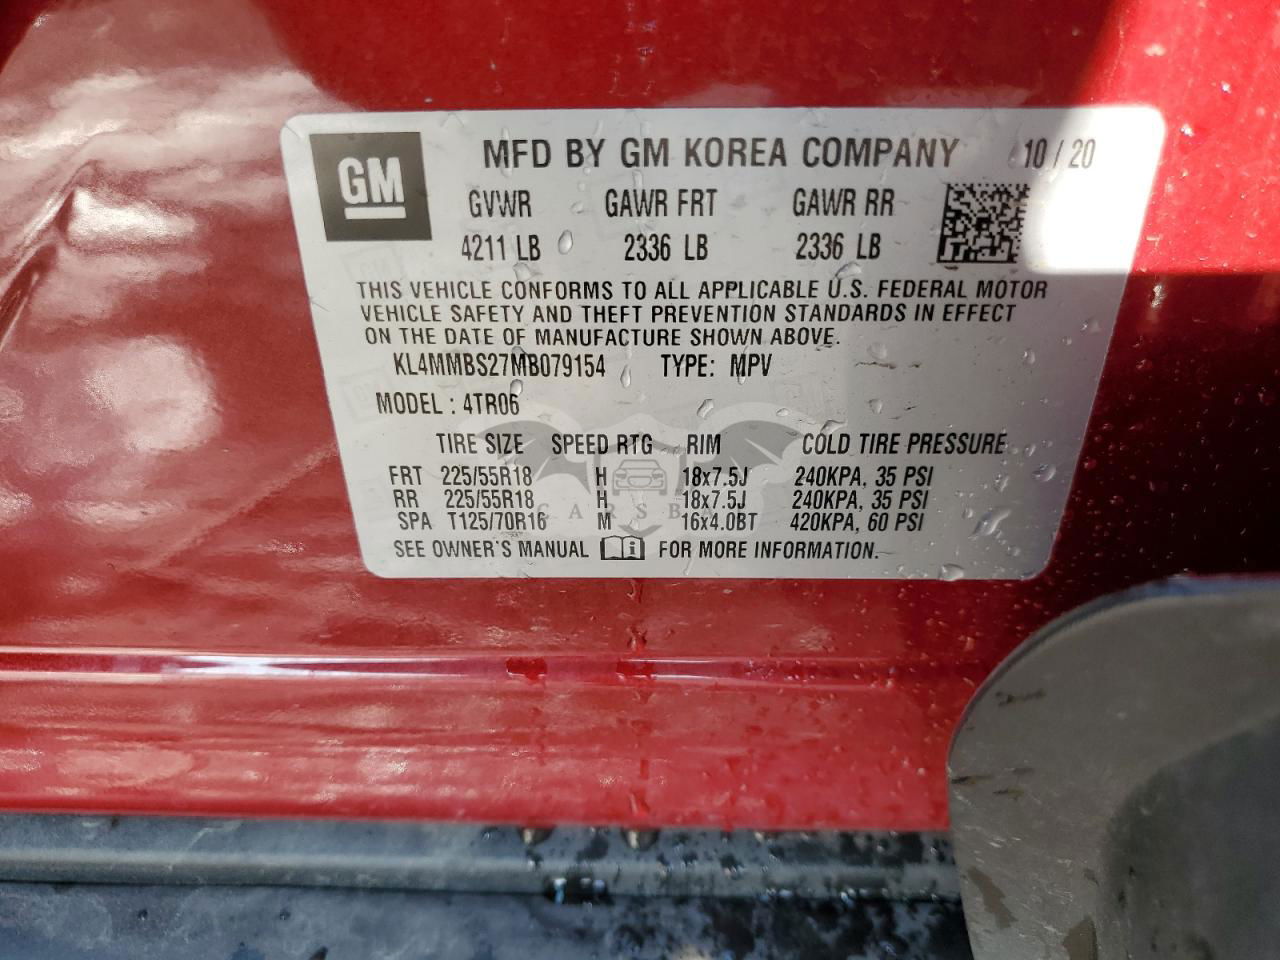 GM
MFD BY GM KOREA COMPANY 10 / 20
GVWR GAWR FRT GAWR RR
4211 LB 2336 LB 2336 LB
THIS VEHICLE CONFORMS TO ALL APPLICABLE U.S. FEDERAL MOTOR
VEHICLE SAFETY AND THEFT PREVENTION STANDARDS IN EFFECT
ON THE DATE OF MANUFACTURE SHOWN ABOVE.
KL4MMBS27MB079154 TYPE: MPV
MODEL : 4TR06
TIRE SIZE SPEED RTG RIM COLD TIRE PRESSURE
FRT 225/55R18 H 18x7.5J 240KPA, 35 PSI
RR 225/55R18 H 18x7.5J 240KPA, 35 PSI
CARSBA
SPA T125/70R16 M 16x4.0BT 420KPA, 60 PSI
SEE OWNER'S MANUAL i FOR MORE INFORMATION.